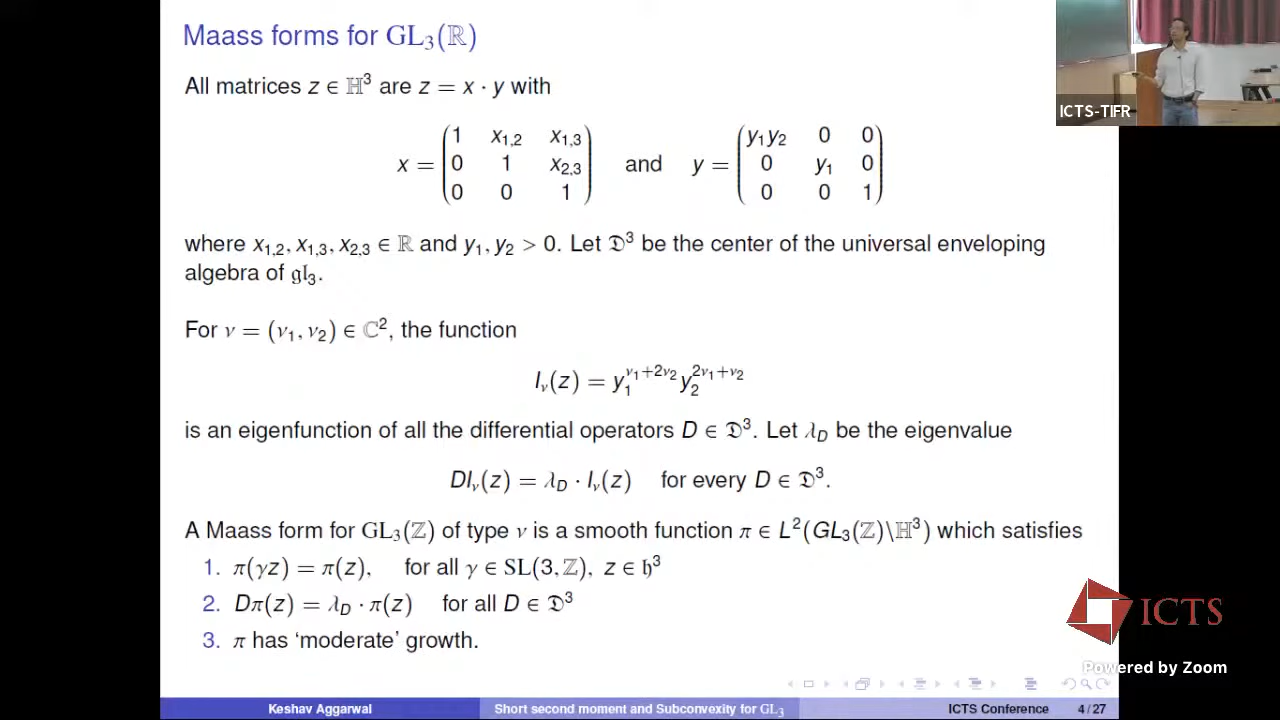 Maass forms for GL₃(ℝ)
All matrices z ∈ ℍ³ are z = x · y with
x = (1 x₁,₂ x₁,₃ ; 0 1 x₂,₃ ; 0 0 1) and y = (y₁y₂ 0 0 ; 0 y₁ 0 ; 0 0 1)
where x₁,₂, x₁,₃, x₂,₃ ∈ ℝ and y₁, y₂ > 0. Let 𝔇³ be the center of the universal enveloping
algebra of 𝔤𝔩₃.
For ν = (ν₁, ν₂) ∈ ℂ², the function
I_ν(z) = y₁^{ν₁+2ν₂} y₂^{2ν₁+ν₂}
is an eigenfunction of all the differential operators D ∈ 𝔇³. Let λ_D be the eigenvalue
DI_ν(z) = λ_D · I_ν(z) for every D ∈ 𝔇³.
A Maass form for GL₃(ℤ) of type ν is a smooth function π ∈ L²(GL₃(ℤ)\ℍ³) which satisfies
1. π(γz) = π(z), for all γ ∈ SL(3, ℤ), z ∈ 𝔥³
2. Dπ(z) = λ_D · π(z) for all D ∈ 𝔇³
3. π has ‘moderate’ growth.
Keshav Aggarwal Short second moment and Subconvexity for GL₃ ICTS Conference 4/27
ICTS-TIFR
ICTS
Powered by Zoom